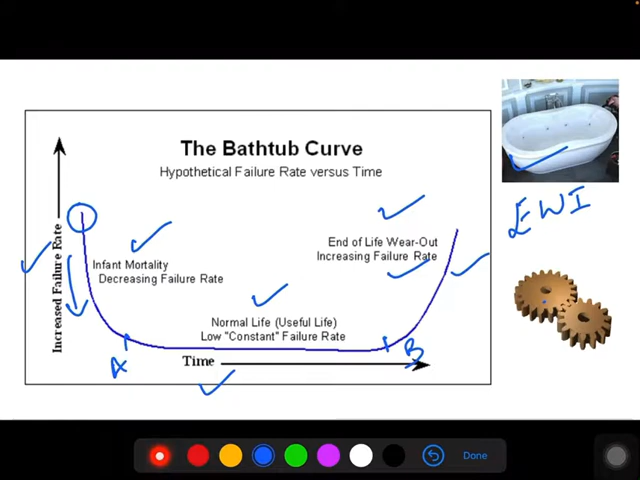 The Bathtub Curve
Hypothetical Failure Rate versus Time
Increased Failure Rate
Infant Mortality
Decreasing Failure Rate
Normal Life (Useful Life)
Low "Constant" Failure Rate
End of Life Wear-Out
Increasing Failure Rate
Time
A
B
EWI
Done